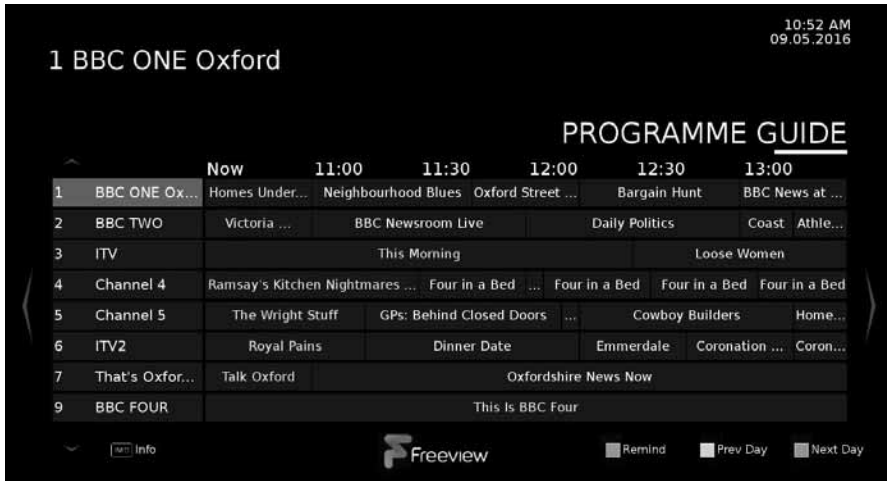 10:52 AM
09.05.2016
1 BBC ONE Oxford
PROGRAMME GUIDE
Now 11:00 11:30 12:00 12:30 13:00
1 BBC ONE Ox... Homes Under... Neighbourhood Blues Oxford Street ... Bargain Hunt BBC News at ...
2 BBC TWO Victoria ... BBC Newsroom Live Daily Politics Coast Athle...
3 ITV This Morning Loose Women
4 Channel 4 Ramsay's Kitchen Nightmares ... Four in a Bed ... Four in a Bed Four in a Bed Four in a Bed
5 Channel 5 The Wright Stuff GPs: Behind Closed Doors ... Cowboy Builders Home...
6 ITV2 Royal Pains Dinner Date Emmerdale Coronation ... Coron...
7 That's Oxfor... Talk Oxford Oxfordshire News Now
9 BBC FOUR This Is BBC Four
Info Freeview Remind Prev Day Next Day